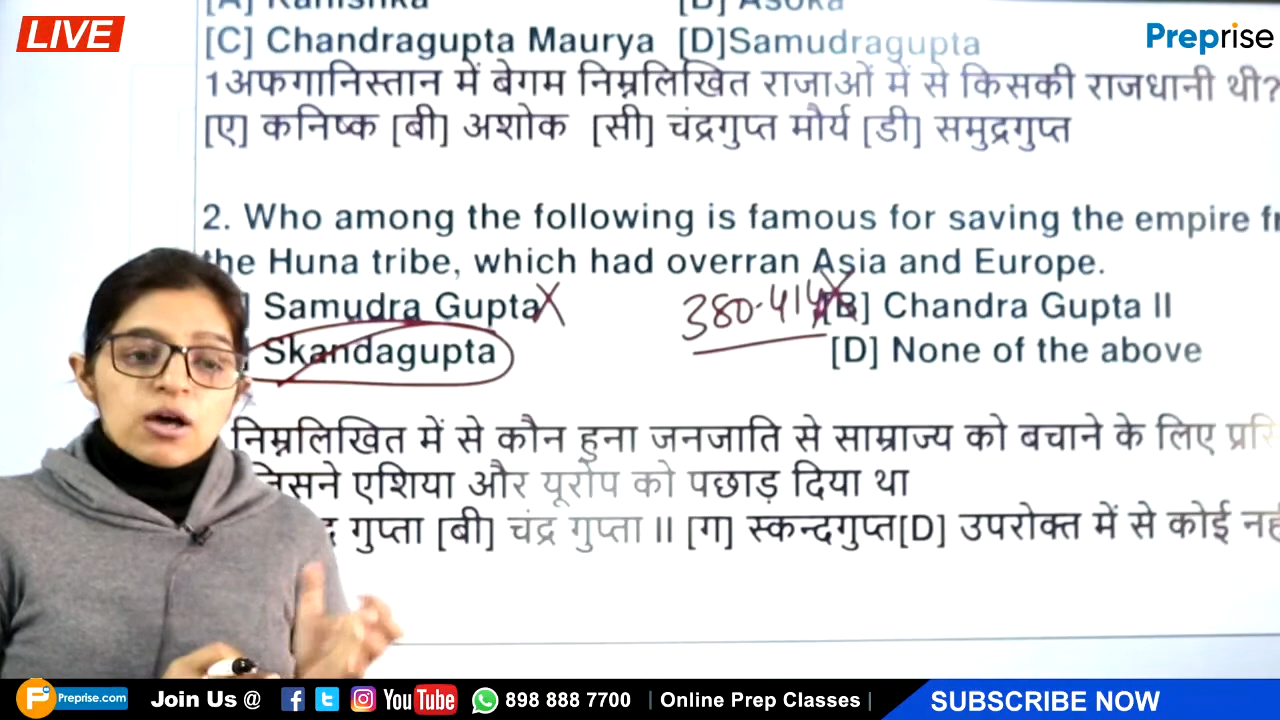 LIVE
Preprise
[A] Kanishka [B] Asoka
[C] Chandragupta Maurya [D]Samudragupta
1अफगानिस्तान में बेगम निम्नलिखित राजाओं में से किसकी राजधानी थी?
[ए] कनिष्क [बी] अशोक [सी] चंद्रगुप्त मौर्य [डी] समुद्रगुप्त
2. Who among the following is famous for saving the empire
the Huna tribe, which had overran Asia and Europe.
Samudra Gupta X 380-414 [B] Chandra Gupta II
Skandagupta [D] None of the above
निम्नलिखित में से कौन हुना जनजाति से साम्राज्य को बचाने के लिए
जिसने एशिया और यूरोप को पछाड़ दिया था
गुप्ता [बी] चंद्र गुप्ता II [ग] स्कन्दगुप्त[D] उपरोक्त में से कोई
Preprise.com Join Us @ YouTube 898 888 7700 | Online Prep Classes | SUBSCRIBE NOW